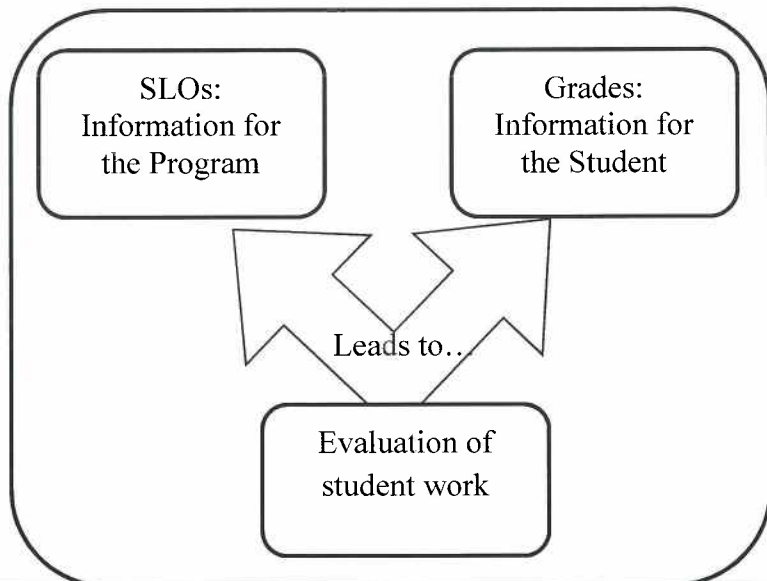 SLOs:
Information for
the Program
Grades:
Information for
the Student
Leads to…
Evaluation of
student work